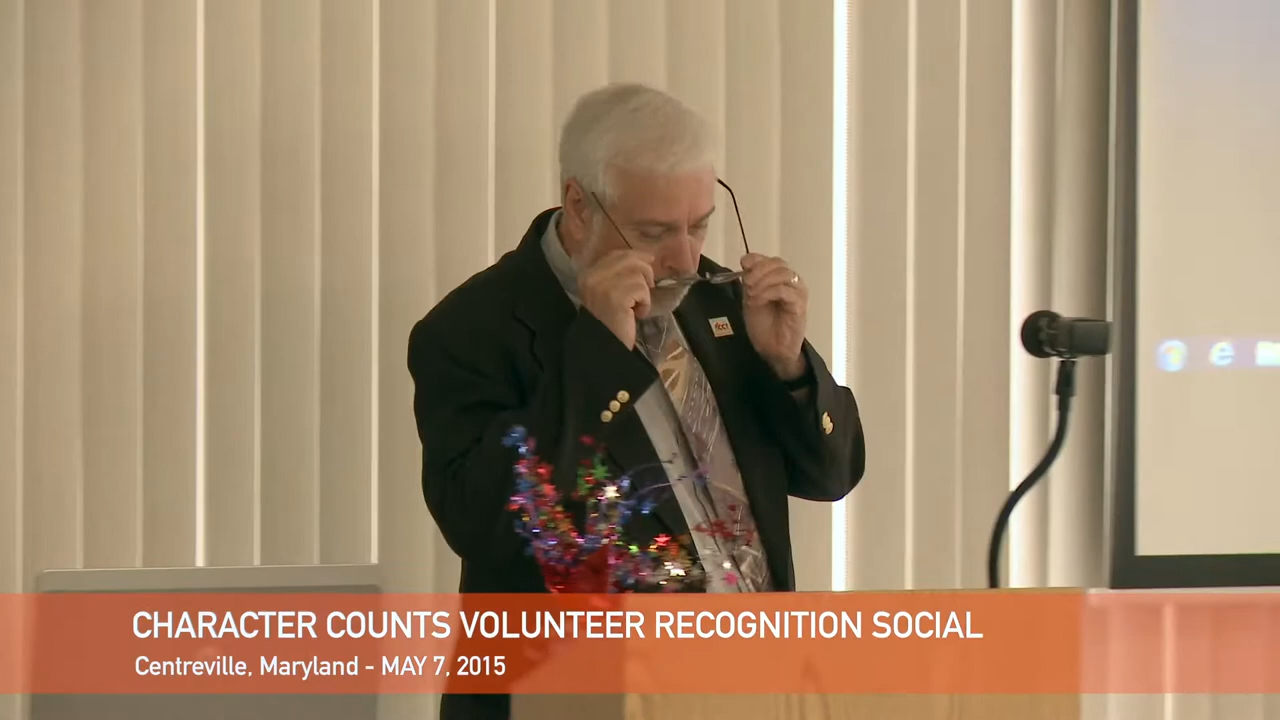 CHARACTER COUNTS VOLUNTEER RECOGNITION SOCIAL
Centreville, Maryland - MAY 7, 2015